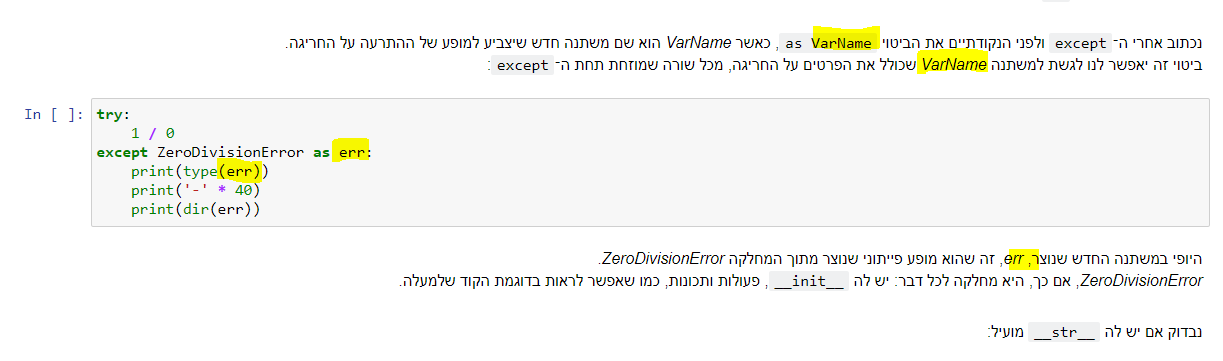 נכתוב אחרי ה־except ולפני הנקודתיים את הביטוי as VarName, כאשר VarName הוא שם משתנה חדש שיצביע למופע של ההתרעה על החריגה.
ביטוי זה יאפשר לנו לגשת למשתנה VarName שכולל את הפרטים על החריגה, מכל שורה שמוזחת תחת ה־except:
In [ ]: try:
    1 / 0
except ZeroDivisionError as err:
    print(type(err))
    print('-' * 40)
    print(dir(err))
היופי במשתנה החדש שנוצר, err, זה שהוא מופע פייתוני שנוצר מתוך המחלקה ZeroDivisionError.
ZeroDivisionError, אם כך, היא מחלקה לכל דבר: יש לה __init__, פעולות ותכונות, כמו שאפשר לראות בדוגמת הקוד שלמעלה.
נבדוק אם יש לה __str__ מועיל: